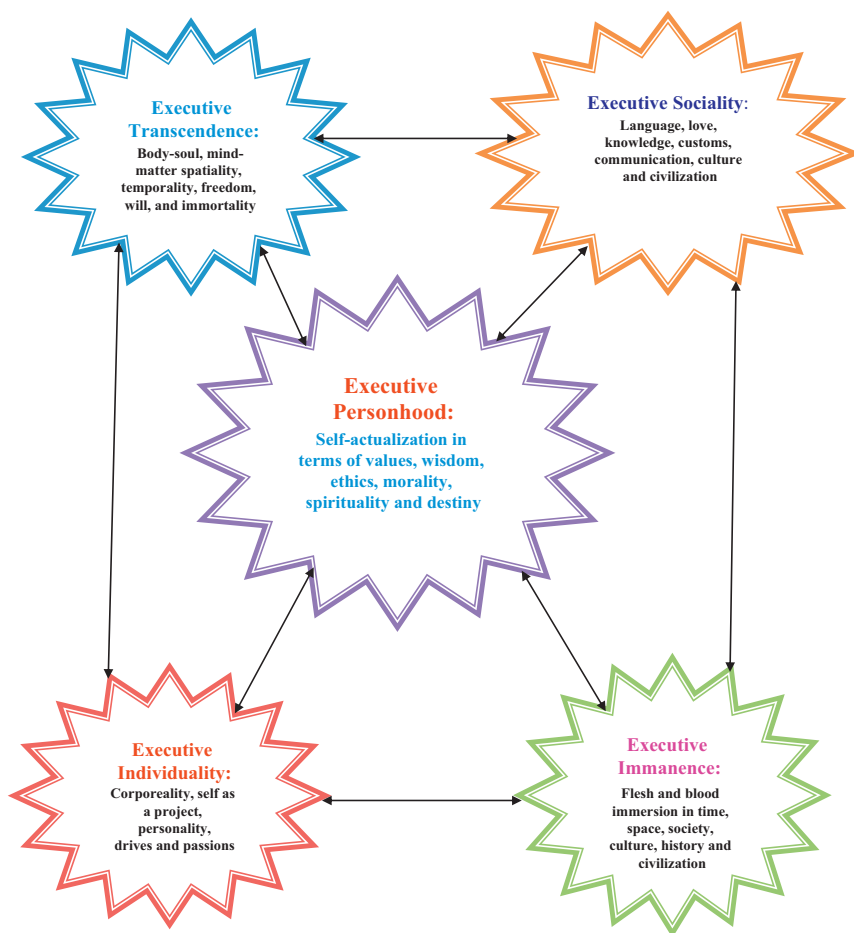 Executive
Transcendence:
Body-soul, mind-
matter spatiality,
temporality, freedom,
will, and immortality
Executive Sociality:
Language, love,
knowledge, customs,
communication, culture
and civilization
Executive
Personhood:
Self-actualization in
terms of values, wisdom,
ethics, morality,
spirituality and destiny
Executive
Individuality:
Corporeality, self as
a project,
personality,
drives and passions
Executive
Immanence:
Flesh and blood
immersion in time,
space, society,
culture, history and
civilization